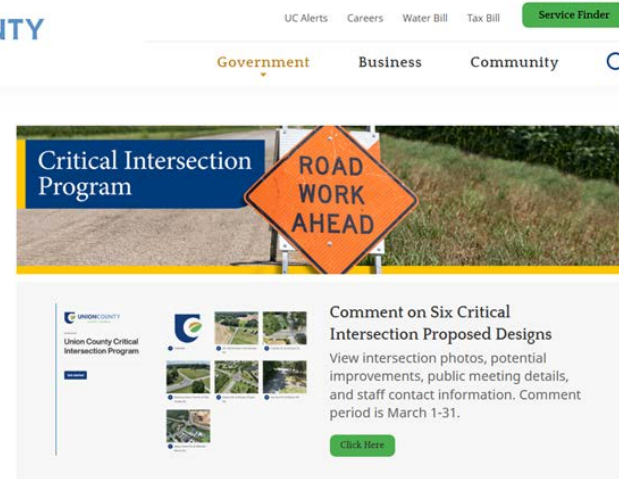 UC Alerts Careers Water Bill Tax Bill Service Finder
NTY
Government Business Community
Critical Intersection
Program
ROAD
WORK
AHEAD
Comment on Six Critical
Intersection Proposed Designs
View intersection photos, potential
improvements, public meeting details,
and staff contact information. Comment
period is March 1-31.
Click Here
UNIONCOUNTY
Union County Critical
Intersection Program